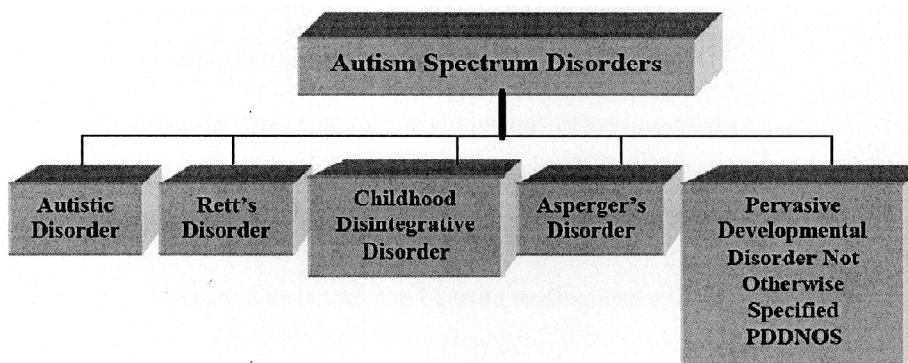 Autism Spectrum Disorders
Autistic
Disorder
Rett's
Disorder
Childhood
Disintegrative
Disorder
Asperger's
Disorder
Pervasive
Developmental
Disorder Not
Otherwise
Specified
PDDNOS